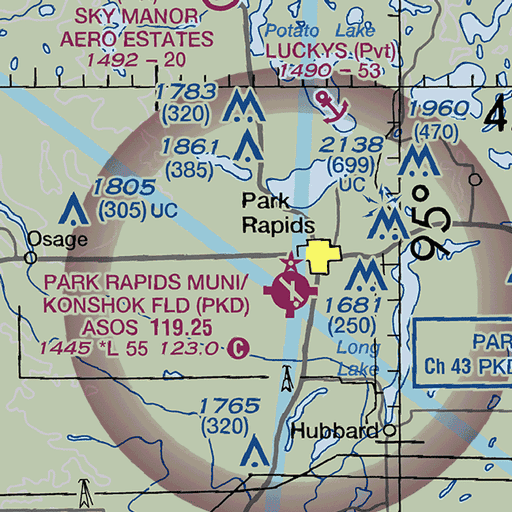 SKY MANOR
AERO ESTATES
1492 - 20
Potato Lake
LUCKYS (Pvt)
1490 - 53
1783
(320)
1861
(385)
2138
(699)
UC
1960
(470)
1805
(305) UC
Park
Rapids
95°
Osage
PARK RAPIDS MUNI/
KONSHOK FLD (PKD)
ASOS 119.25
1445 *L 55 123.0 C
1681
(250)
Long
Lake
PAR
Ch 43 PKD
1765
(320)
Hubbard